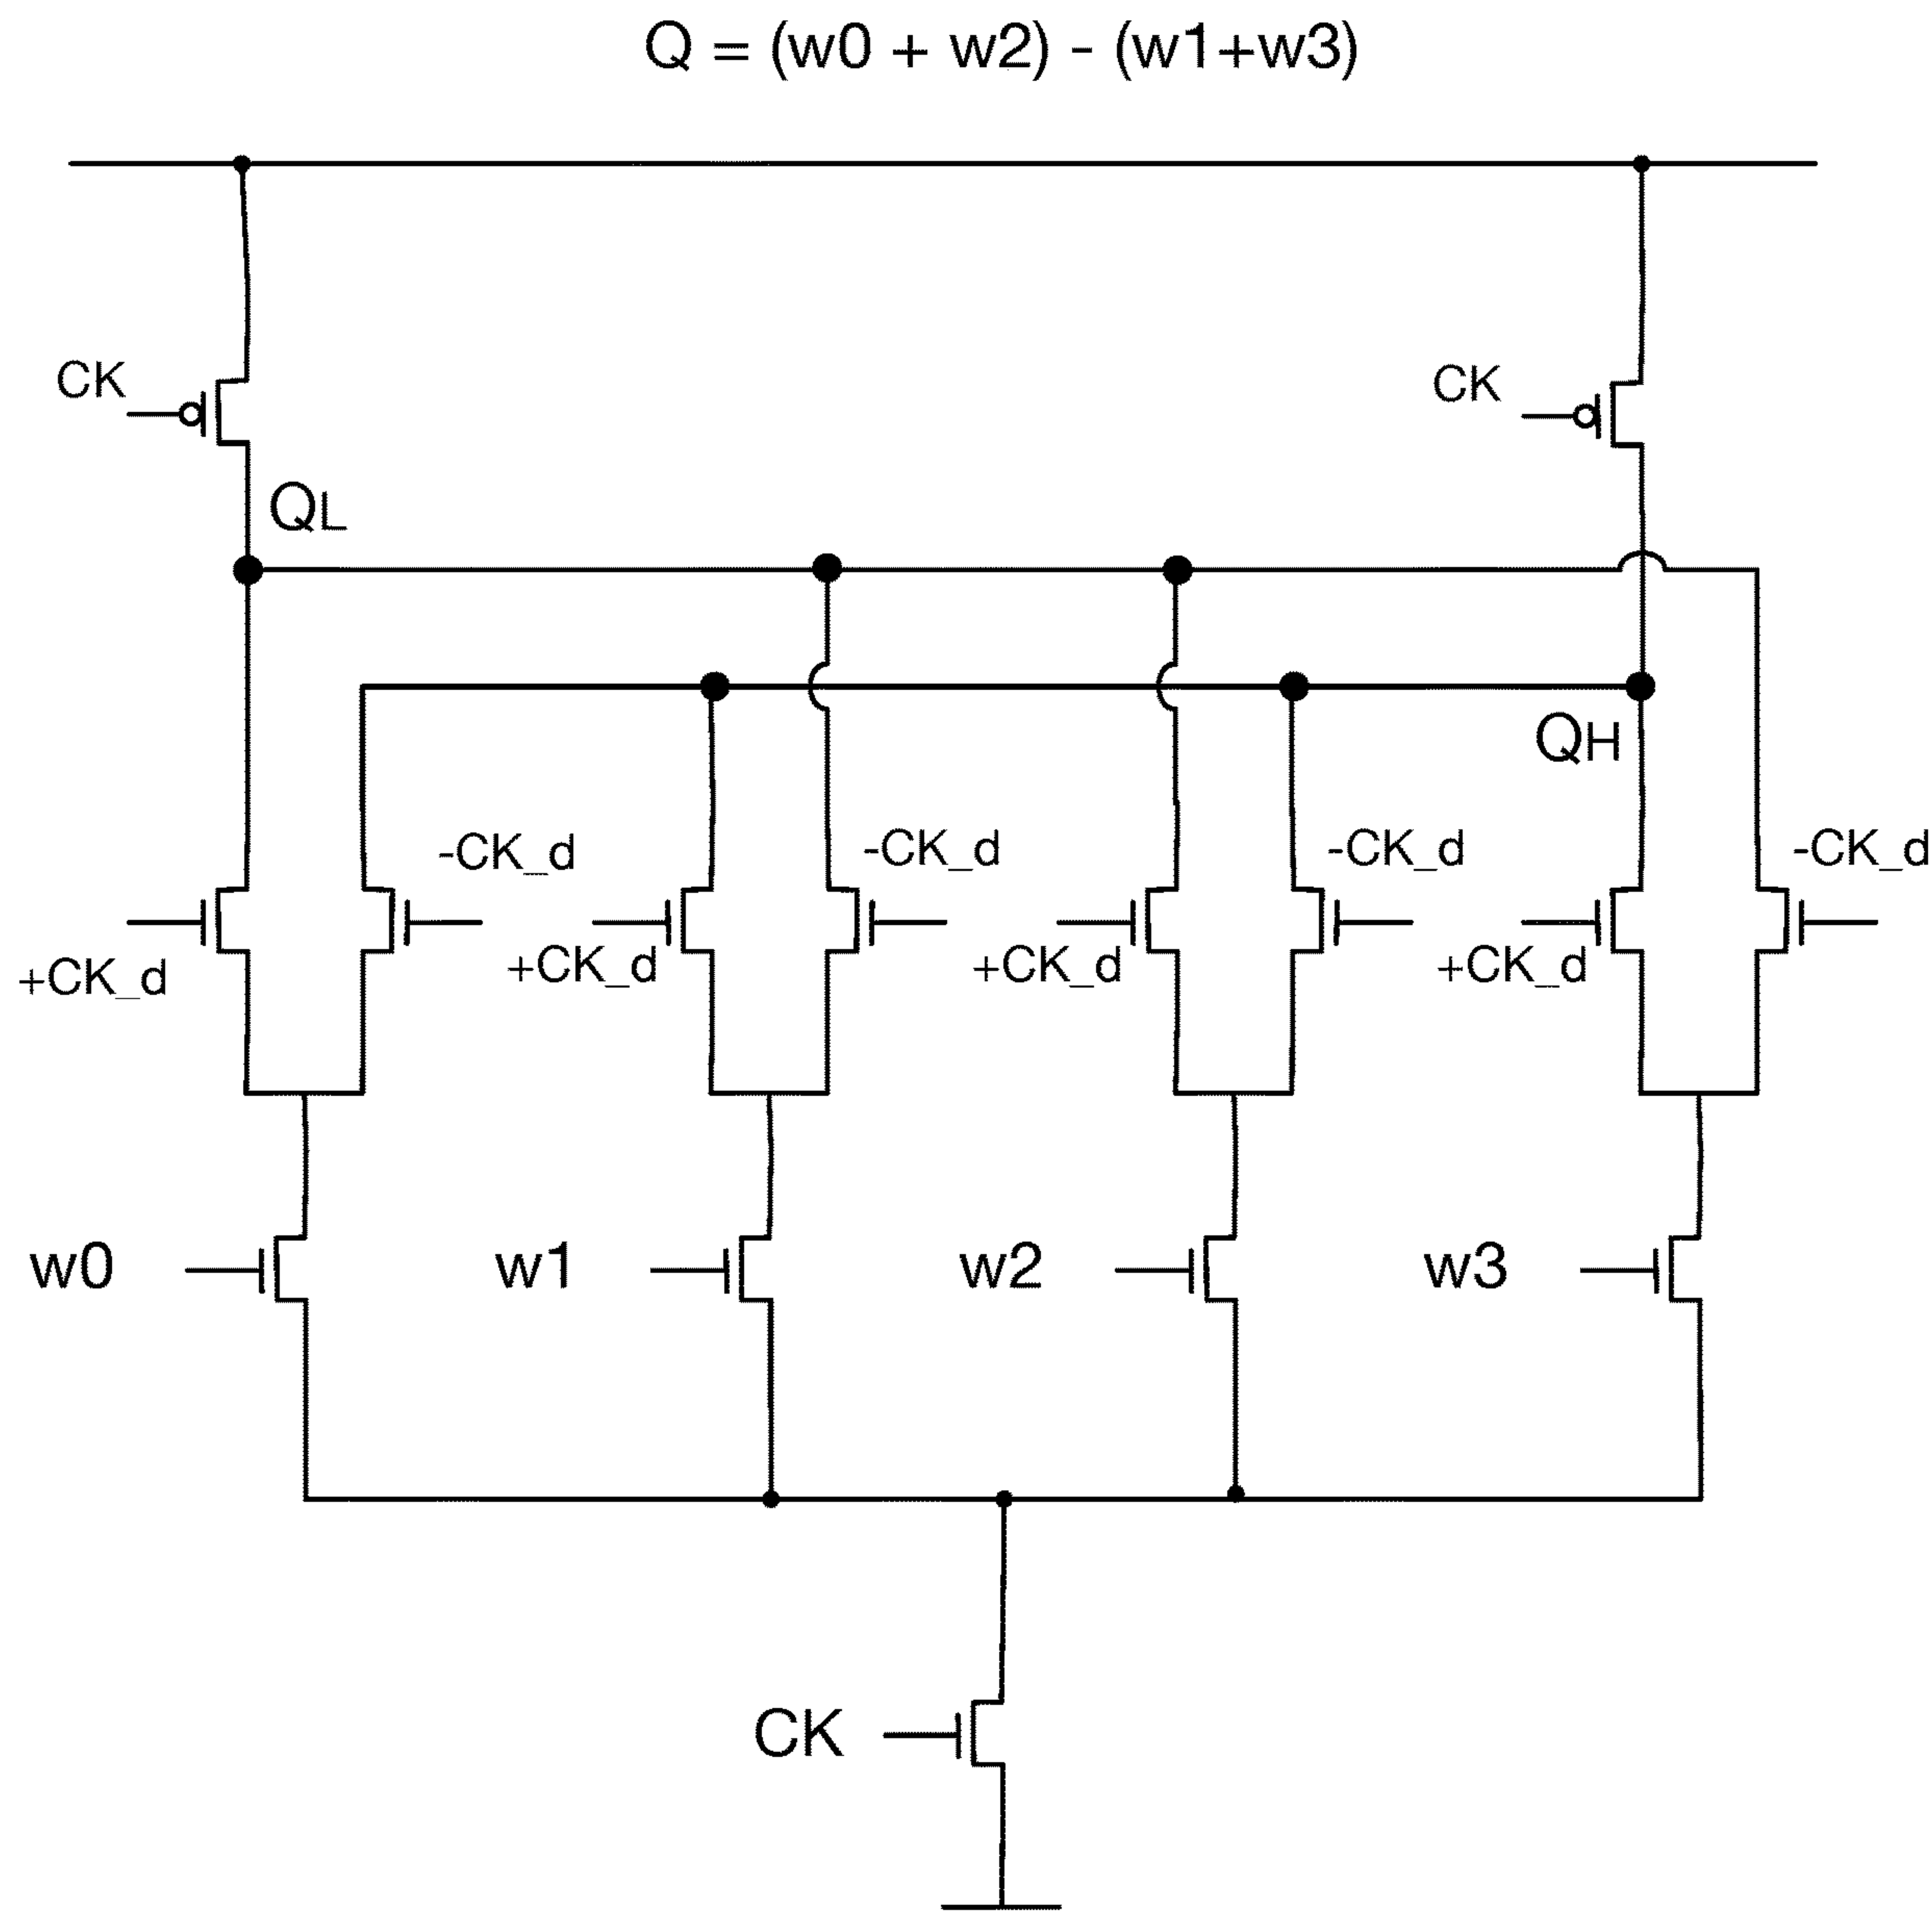 Q = (w0 + w2) - (w1+w3)
CK
CK
QL
QH
-CK_d
-CK_d
-CK_d
-CK_d
+CK_d
+CK_d
+CK_d
+CK_d
w0
w1
w2
w3
CK